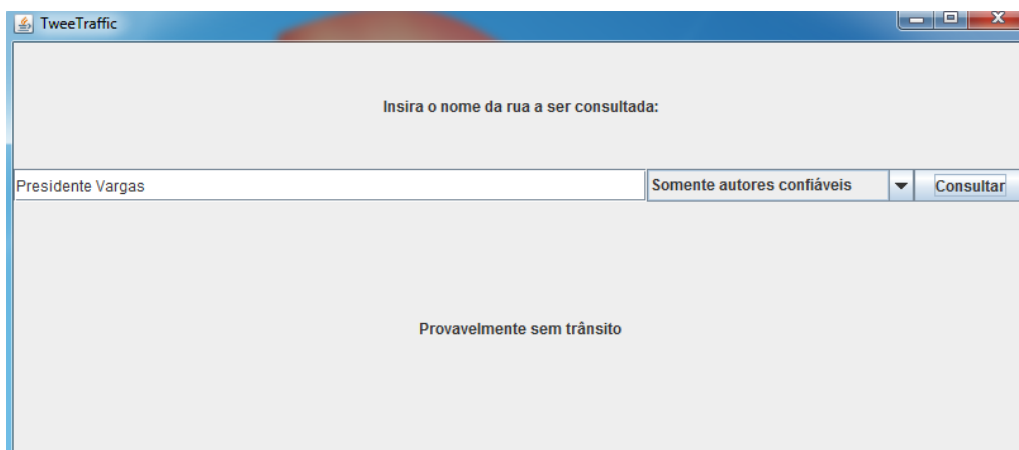 TweeTraffic
Insira o nome da rua a ser consultada:
Presidente Vargas Somente autores confiáveis Consultar
Provavelmente sem trânsito